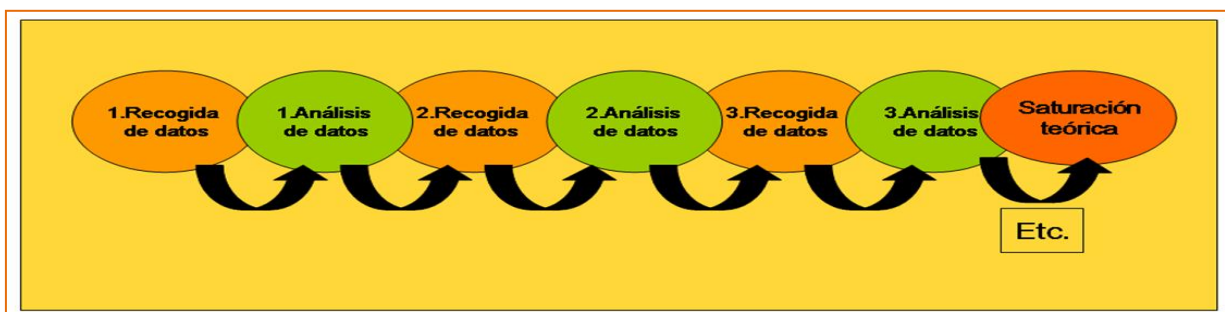 1.Recogida
de datos
1.Análisis
de datos
2.Recogida
de datos
2.Análisis
de datos
3.Recogida
de datos
3.Análisis
de datos
Saturación
teórica
Etc.